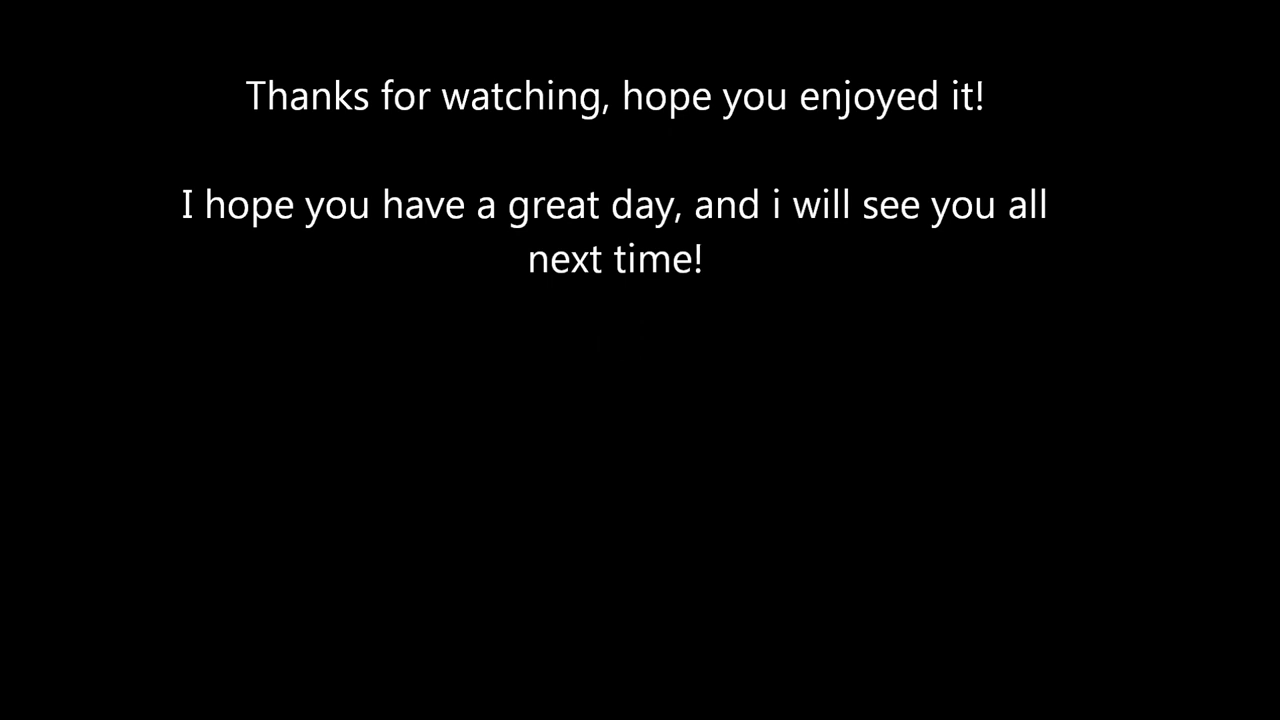 Thanks for watching, hope you enjoyed it!
I hope you have a great day, and i will see you all
next time!